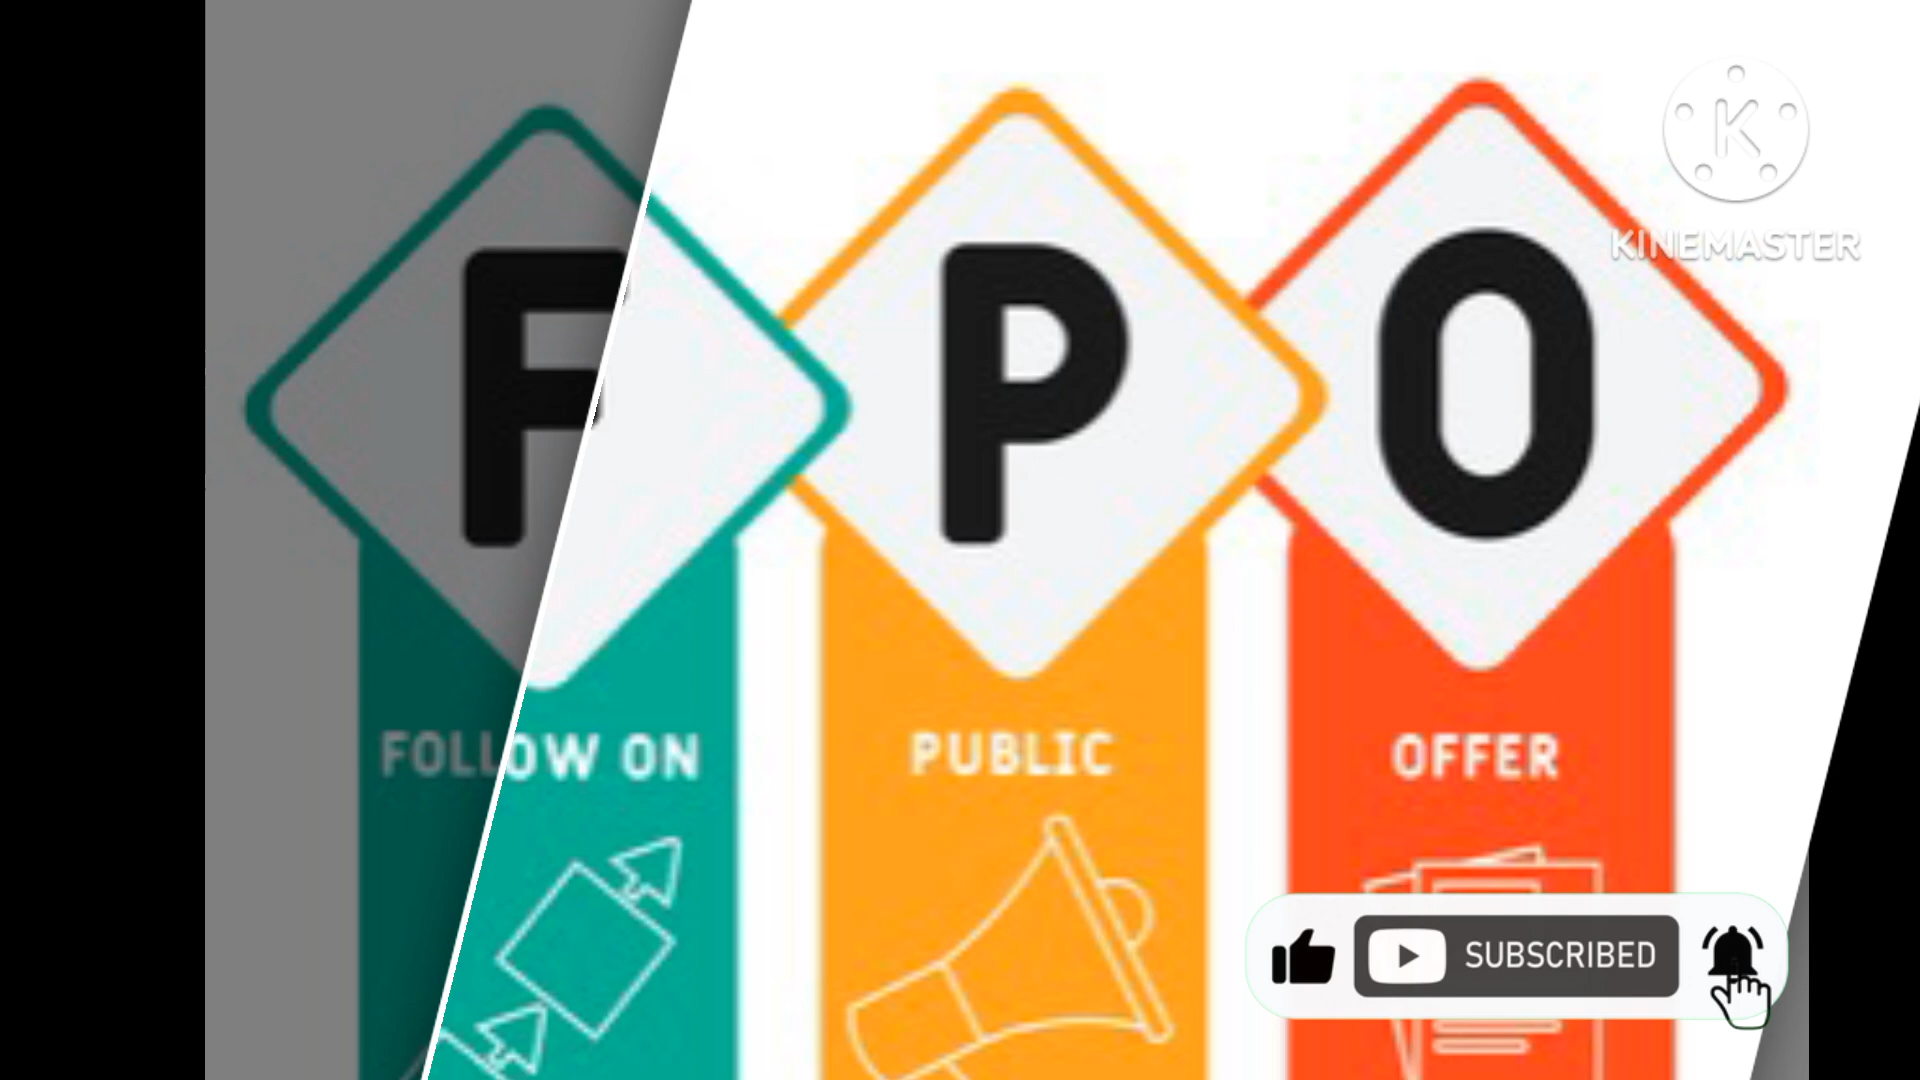 F P O
K
KINEMASTER
FOLLOW ON PUBLIC OFFER
SUBSCRIBED